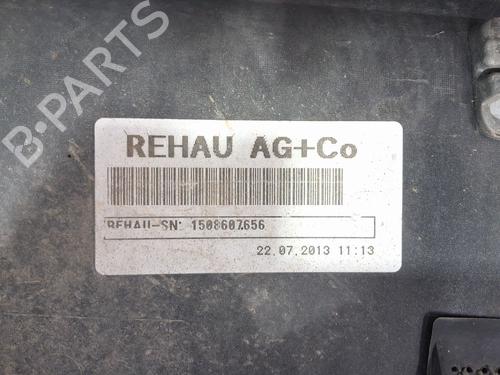 B-PARTS
REHAU AG+Co
REHAU-SN: 1508607656
22.07.2013 11:13